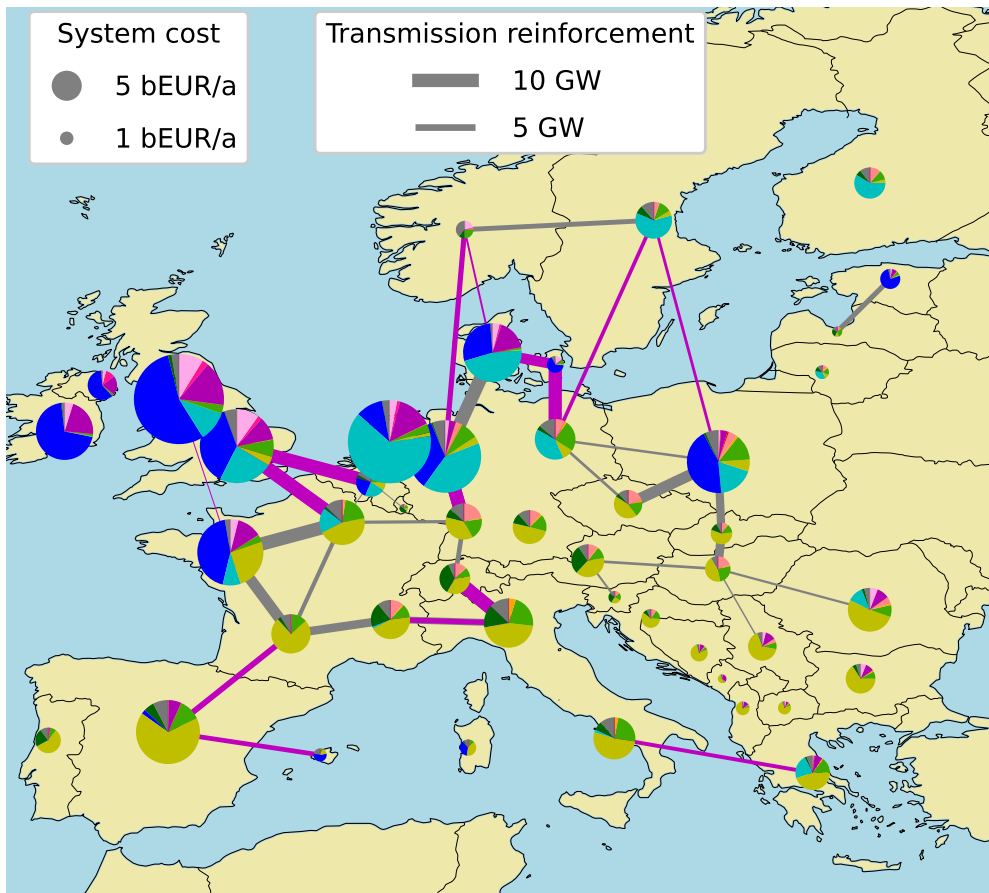 System cost
5 bEUR/a
1 bEUR/a
Transmission reinforcement
10 GW
5 GW